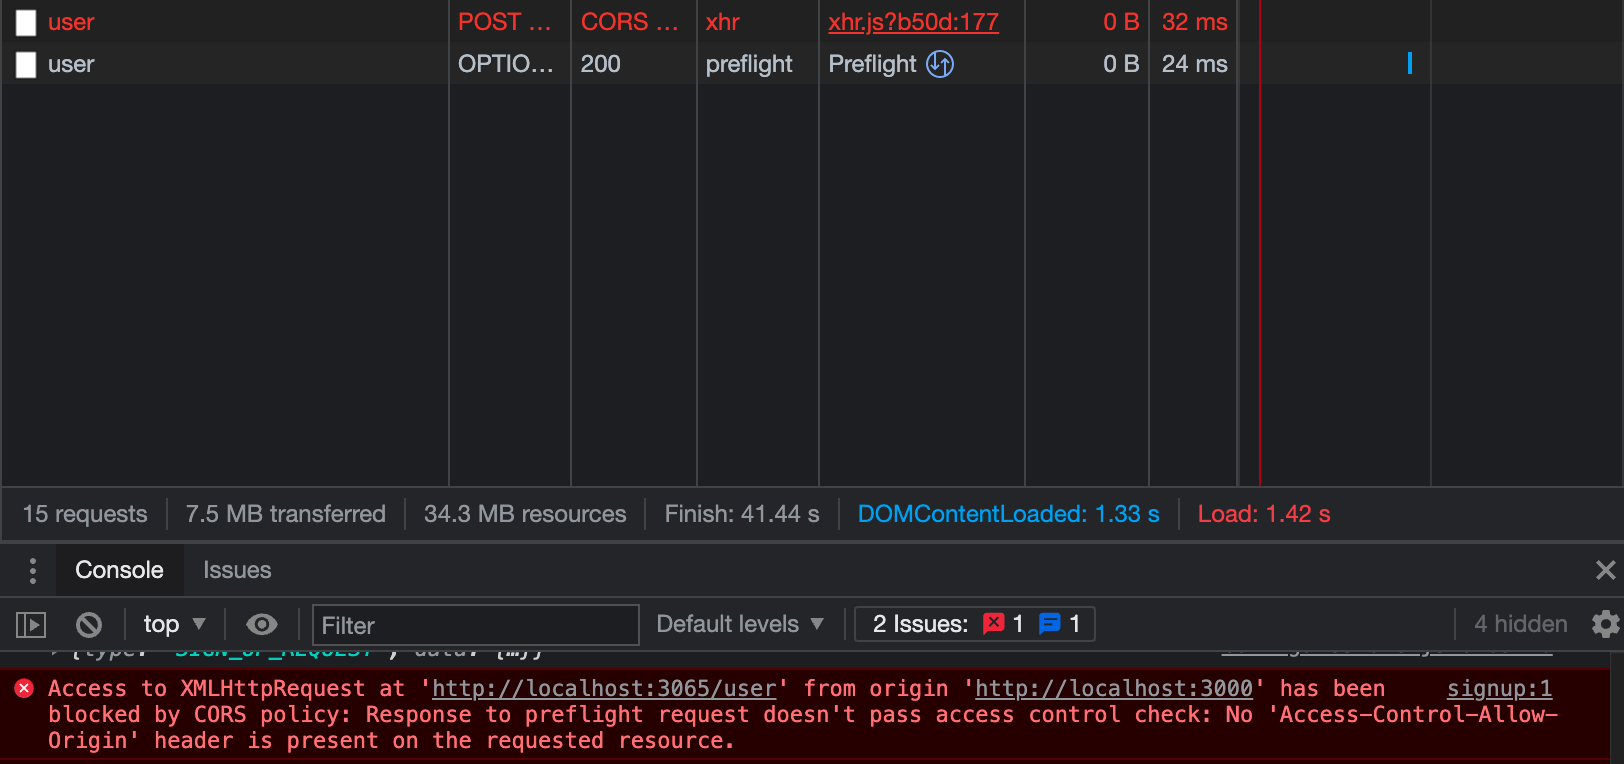 user POST ... CORS ... xhr xhr.js?b50d:177 0 B 32 ms
user OPTIO... 200 preflight Preflight 0 B 24 ms
15 requests 7.5 MB transferred 34.3 MB resources Finish: 41.44 s DOMContentLoaded: 1.33 s Load: 1.42 s
Console Issues
top Filter Default levels 2 Issues: 1 1 4 hidden
{type: 'SIGN_UP_REQUEST', data: {…}}
Access to XMLHttpRequest at 'http://localhost:3065/user' from origin 'http://localhost:3000' has been signup:1
blocked by CORS policy: Response to preflight request doesn't pass access control check: No 'Access-Control-Allow-
Origin' header is present on the requested resource.